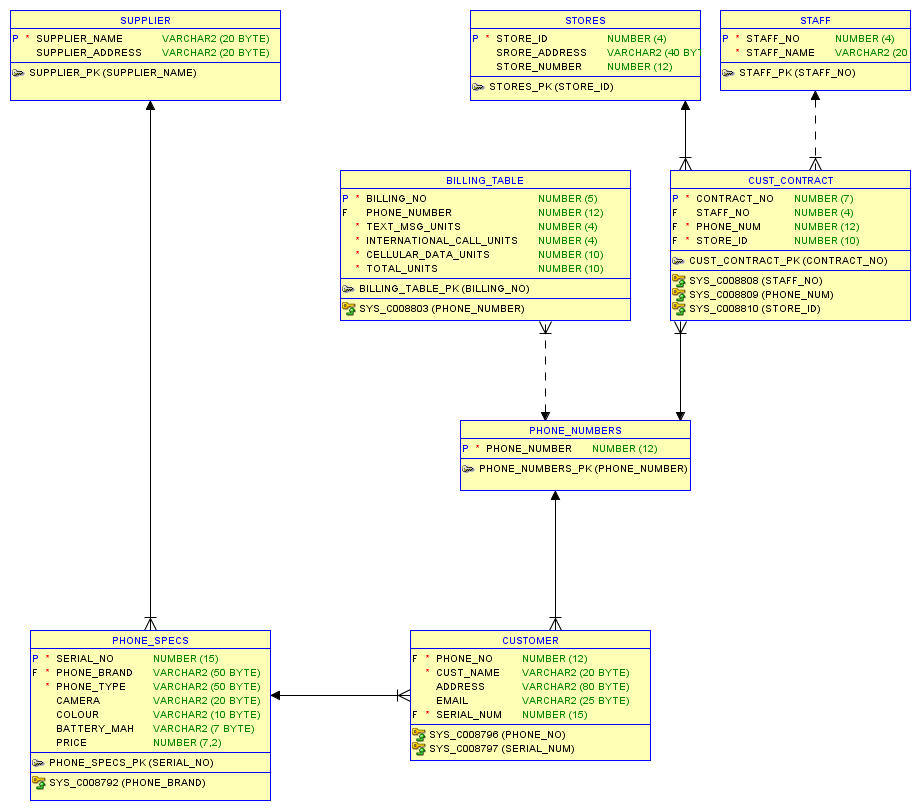 SUPPLIER
P * SUPPLIER_NAME VARCHAR2 (20 BYTE)
SUPPLIER_ADDRESS VARCHAR2 (20 BYTE)
SUPPLIER_PK (SUPPLIER_NAME)
STORES
P * STORE_ID NUMBER (4)
SRORE_ADDRESS VARCHAR2 (40 BYT
STORE_NUMBER NUMBER (12)
STORES_PK (STORE_ID)
STAFF
P * STAFF_NO NUMBER (4)
* STAFF_NAME VARCHAR2 (20
STAFF_PK (STAFF_NO)
BILLING_TABLE
P * BILLING_NO NUMBER (5)
F PHONE_NUMBER NUMBER (12)
* TEXT_MSG_UNITS NUMBER (4)
* INTERNATIONAL_CALL_UNITS NUMBER (4)
* CELLULAR_DATA_UNITS NUMBER (10)
* TOTAL_UNITS NUMBER (10)
BILLING_TABLE_PK (BILLING_NO)
SYS_C008803 (PHONE_NUMBER)
CUST_CONTRACT
P * CONTRACT_NO NUMBER (7)
F STAFF_NO NUMBER (4)
F * PHONE_NUM NUMBER (12)
F * STORE_ID NUMBER (10)
CUST_CONTRACT_PK (CONTRACT_NO)
SYS_C008808 (STAFF_NO)
SYS_C008809 (PHONE_NUM)
SYS_C008810 (STORE_ID)
PHONE_NUMBERS
P * PHONE_NUMBER NUMBER (12)
PHONE_NUMBERS_PK (PHONE_NUMBER)
PHONE_SPECS
P * SERIAL_NO NUMBER (15)
F * PHONE_BRAND VARCHAR2 (50 BYTE)
* PHONE_TYPE VARCHAR2 (50 BYTE)
CAMERA VARCHAR2 (20 BYTE)
COLOUR VARCHAR2 (10 BYTE)
BATTERY_MAH VARCHAR2 (7 BYTE)
PRICE NUMBER (7,2)
PHONE_SPECS_PK (SERIAL_NO)
SYS_C008792 (PHONE_BRAND)
CUSTOMER
F * PHONE_NO NUMBER (12)
* CUST_NAME VARCHAR2 (20 BYTE)
ADDRESS VARCHAR2 (80 BYTE)
EMAIL VARCHAR2 (25 BYTE)
F * SERIAL_NUM NUMBER (15)
SYS_C008796 (PHONE_NO)
SYS_C008797 (SERIAL_NUM)